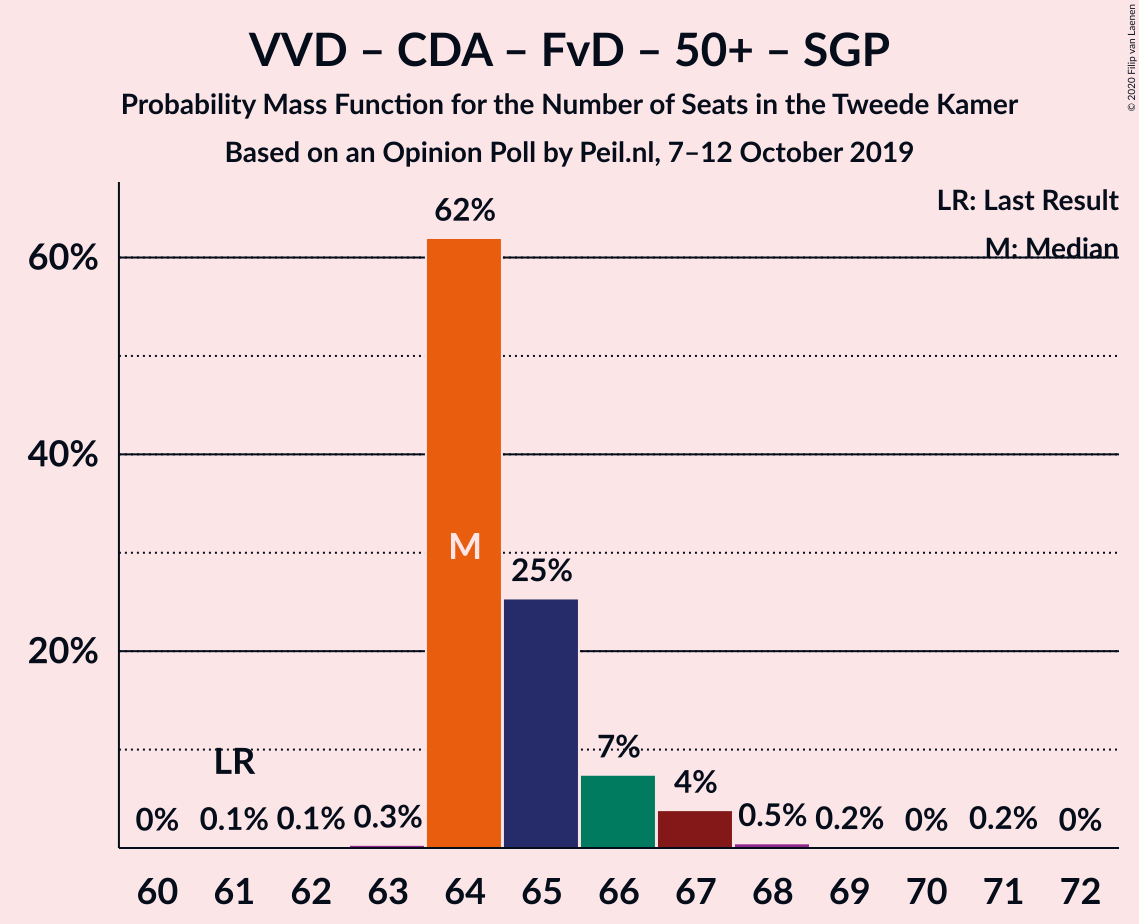 VVD – CDA – FvD – 50+ – SGP
Probability Mass Function for the Number of Seats in the Tweede Kamer
Based on an Opinion Poll by Peil.nl, 7–12 October 2019
© 2020 Filip van Laenen
LR: Last Result
M: Median
60%
40%
20%
62%
M
25%
LR
7%
4%
0% 0.1% 0.1% 0.3% 0.5% 0.2% 0% 0.2% 0%
60 61 62 63 64 65 66 67 68 69 70 71 72